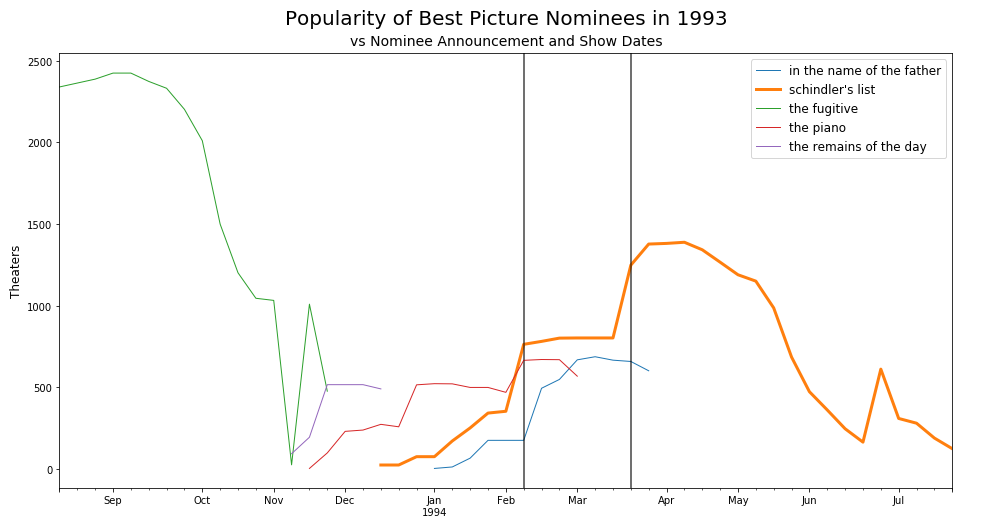 Popularity of Best Picture Nominees in 1993
vs Nominee Announcement and Show Dates
in the name of the father
schindler's list
the fugitive
the piano
the remains of the day
Theaters
2500
2000
1500
1000
500
0
Sep Oct Nov Dec Jan Feb Mar Apr May Jun Jul
1994